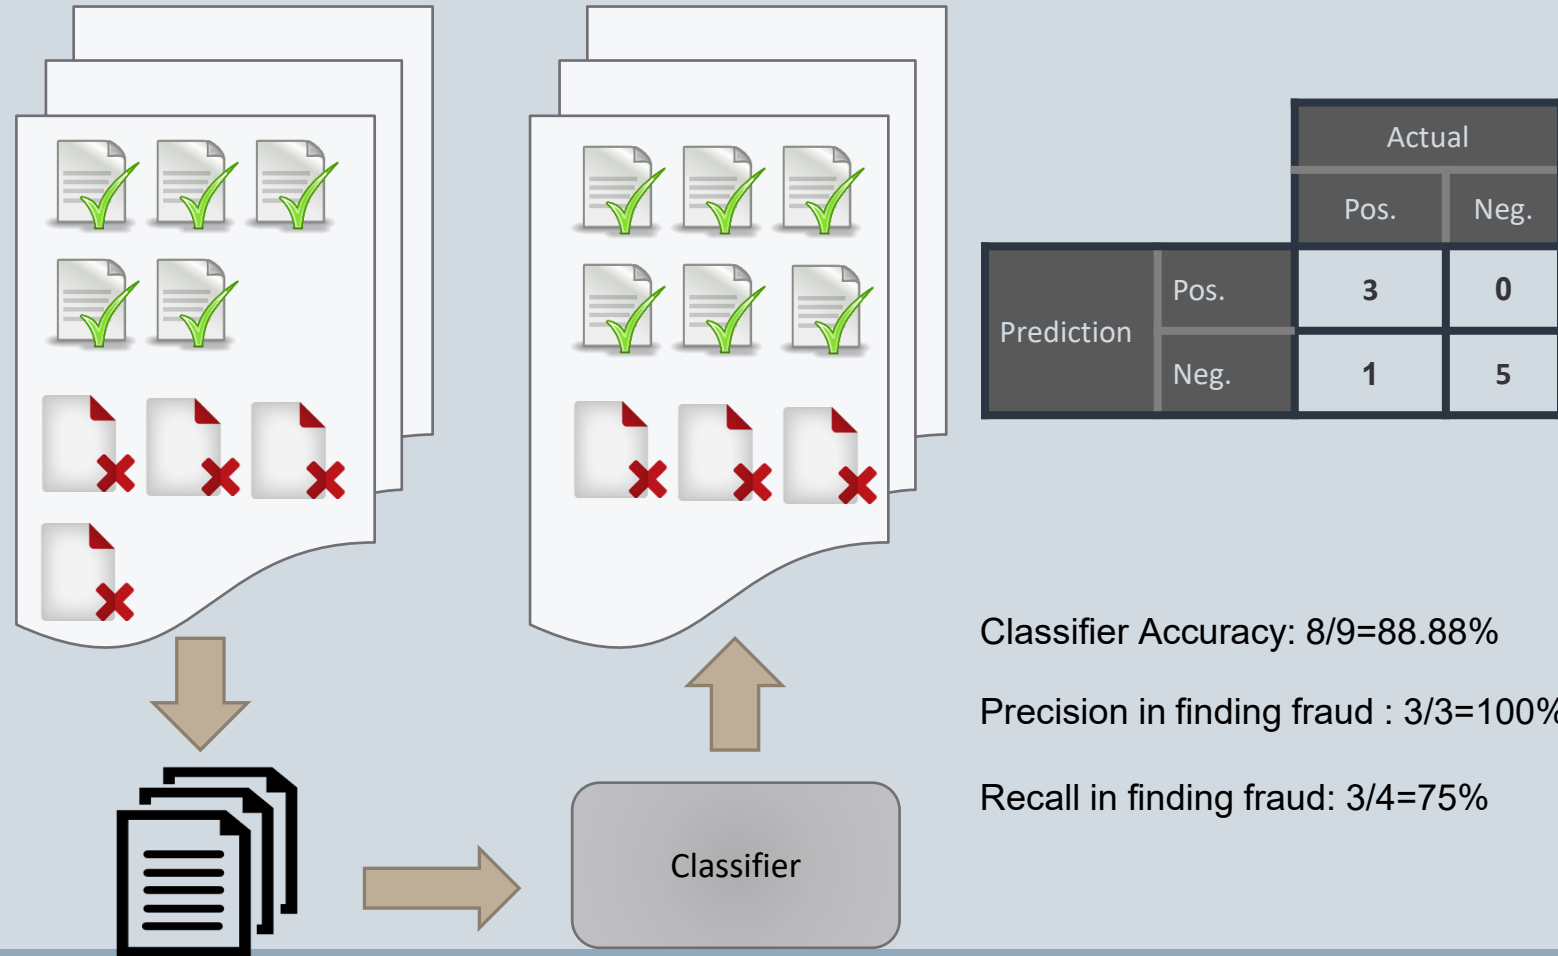 Actual
Pos. Neg.
Prediction
Pos. 3 0
Neg. 1 5
Classifier Accuracy: 8/9=88.88%
Precision in finding fraud : 3/3=100%
Recall in finding fraud: 3/4=75%
Classifier